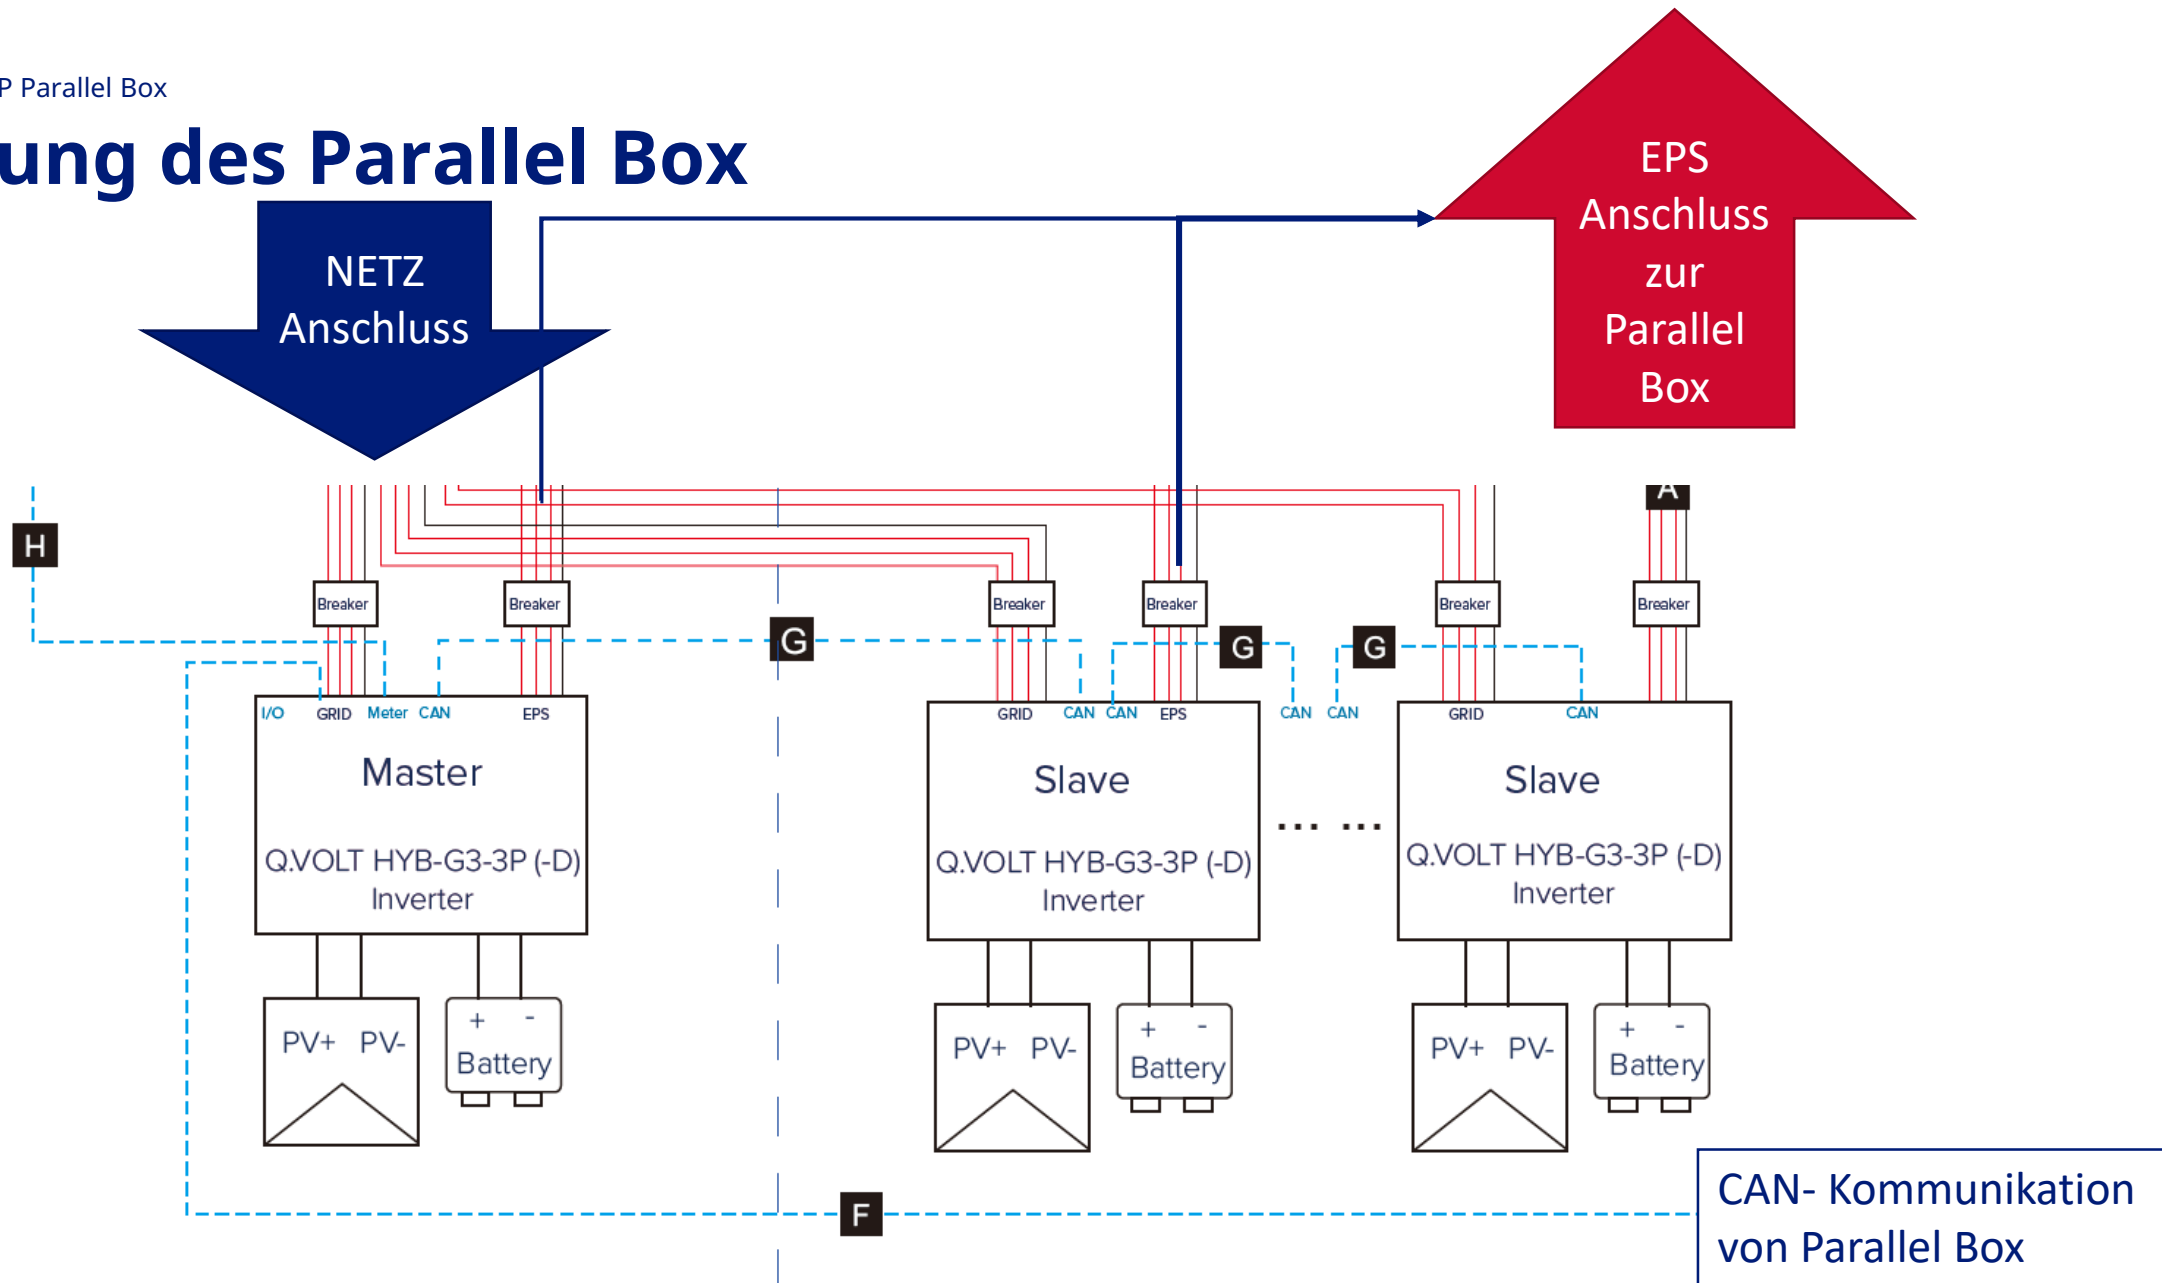 P Parallel Box
ung des Parallel Box
NETZ
Anschluss
EPS
Anschluss
zur
Parallel
Box
A
H
Breaker
Breaker
Breaker
Breaker
Breaker
Breaker
G
G
G
I/O GRID Meter CAN EPS
GRID CAN CAN EPS
CAN CAN
GRID CAN
Master
Q.VOLT HYB-G3-3P (-D)
Inverter
Slave
Q.VOLT HYB-G3-3P (-D)
Inverter
... ...
Slave
Q.VOLT HYB-G3-3P (-D)
Inverter
PV+ PV-
+ -
Battery
PV+ PV-
+ -
Battery
PV+ PV-
+ -
Battery
F
CAN- Kommunikation
von Parallel Box